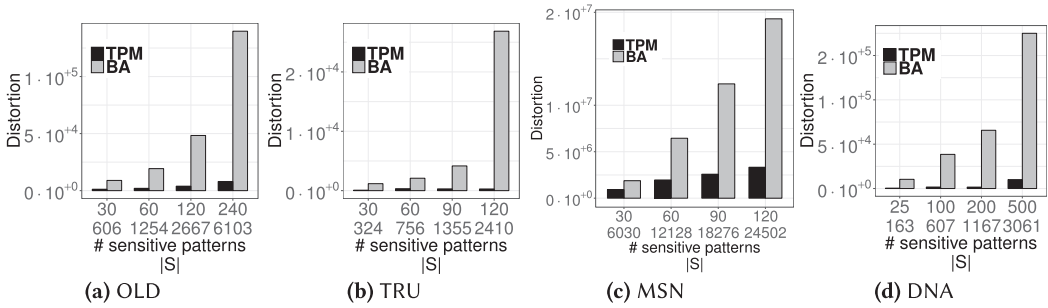 Distortion
1·10⁺⁵
5·10⁺⁴
0·10⁺⁰
TPM
BA
30 60 120 240
606 1254 2667 6103
# sensitive patterns
|S|
(a) OLD
Distortion
2·10⁺⁴
1·10⁺⁴
0·10⁺⁰
TPM
BA
30 60 90 120
324 756 1355 2410
# sensitive patterns
|S|
(b) TRU
Distortion
2·10⁺⁷
1·10⁺⁷
5·10⁺⁶
0·10⁺⁰
TPM
BA
30 60 90 120
6030 12128 18276 24502
# sensitive patterns
|S|
(c) MSN
Distortion
2·10⁺⁵
1·10⁺⁵
5·10⁺⁴
0·10⁺⁰
TPM
BA
25 100 200 500
163 607 1167 3061
# sensitive patterns
|S|
(d) DNA